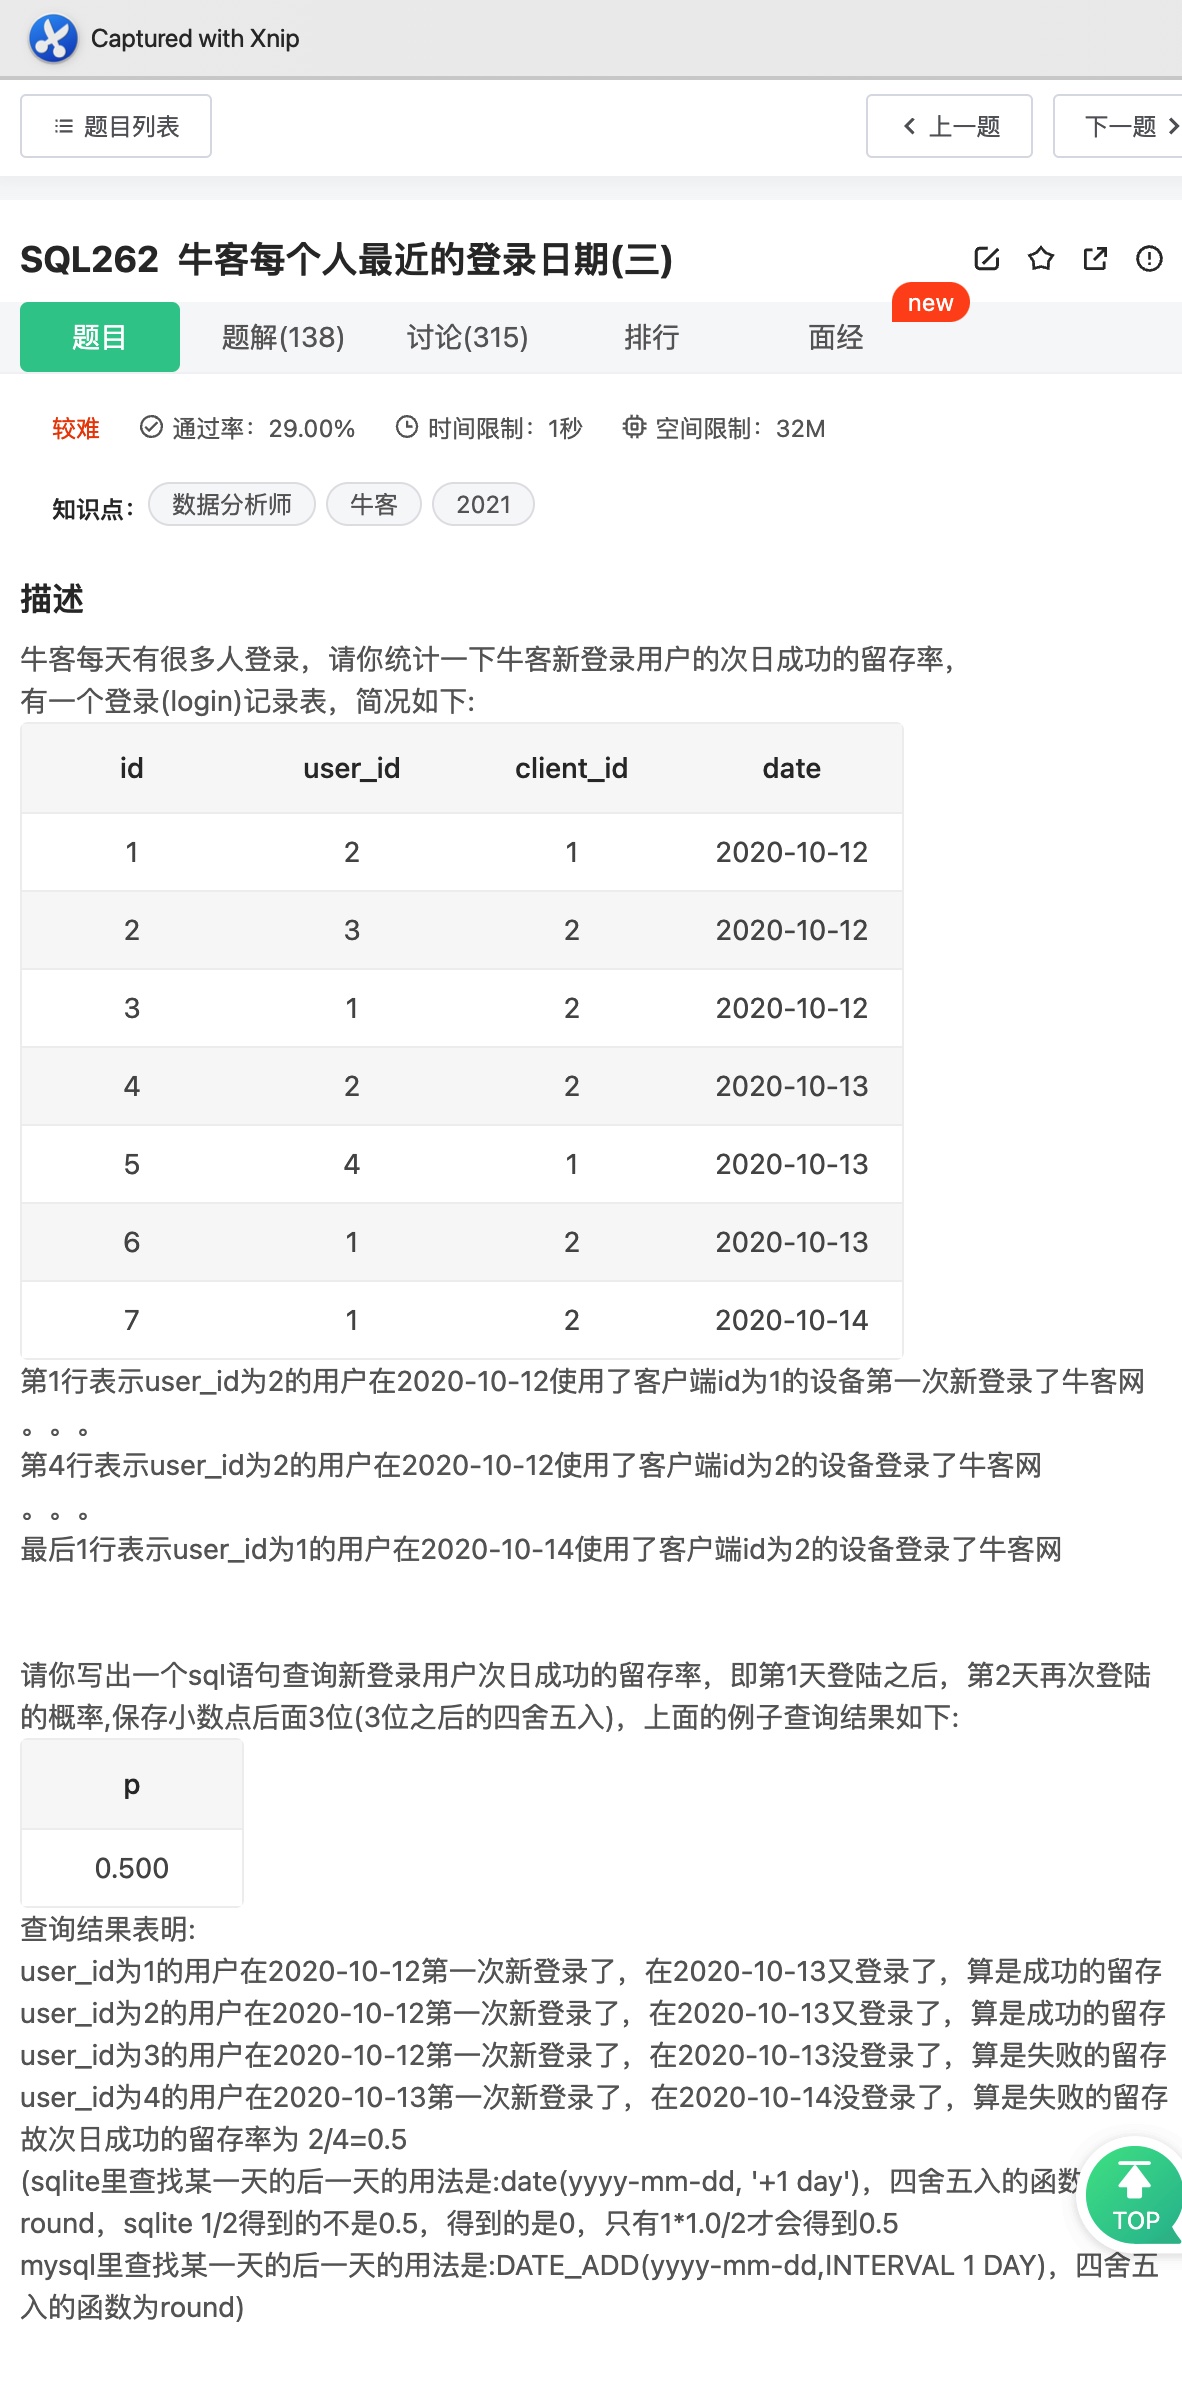 Captured with Xnip
题目列表
上一题
下一题
SQL262 牛客每个人最近的登录日期(三)
new
题目 题解(138) 讨论(315) 排行 面经
较难 通过率：29.00% 时间限制：1秒 空间限制：32M
知识点： 数据分析师 牛客 2021
描述
牛客每天有很多人登录，请你统计一下牛客新登录用户的次日成功的留存率，
有一个登录(login)记录表，简况如下:
id user_id client_id date
1 2 1 2020-10-12
2 3 2 2020-10-12
3 1 2 2020-10-12
4 2 2 2020-10-13
5 4 1 2020-10-13
6 1 2 2020-10-13
7 1 2 2020-10-14
第1行表示user_id为2的用户在2020-10-12使用了客户端id为1的设备第一次新登录了牛客网
。。。
第4行表示user_id为2的用户在2020-10-12使用了客户端id为2的设备登录了牛客网
。。。
最后1行表示user_id为1的用户在2020-10-14使用了客户端id为2的设备登录了牛客网
请你写出一个sql语句查询新登录用户次日成功的留存率，即第1天登陆之后，第2天再次登陆
的概率,保存小数点后面3位(3位之后的四舍五入)，上面的例子查询结果如下:
p
0.500
查询结果表明:
user_id为1的用户在2020-10-12第一次新登录了，在2020-10-13又登录了，算是成功的留存
user_id为2的用户在2020-10-12第一次新登录了，在2020-10-13又登录了，算是成功的留存
user_id为3的用户在2020-10-12第一次新登录了，在2020-10-13没登录了，算是失败的留存
user_id为4的用户在2020-10-13第一次新登录了，在2020-10-14没登录了，算是失败的留存
故次日成功的留存率为 2/4=0.5
(sqlite里查找某一天的后一天的用法是:date(yyyy-mm-dd, '+1 day')，四舍五入的函数
round，sqlite 1/2得到的不是0.5，得到的是0，只有1*1.0/2才会得到0.5
TOP
mysql里查找某一天的后一天的用法是:DATE_ADD(yyyy-mm-dd,INTERVAL 1 DAY)，四舍五
入的函数为round)